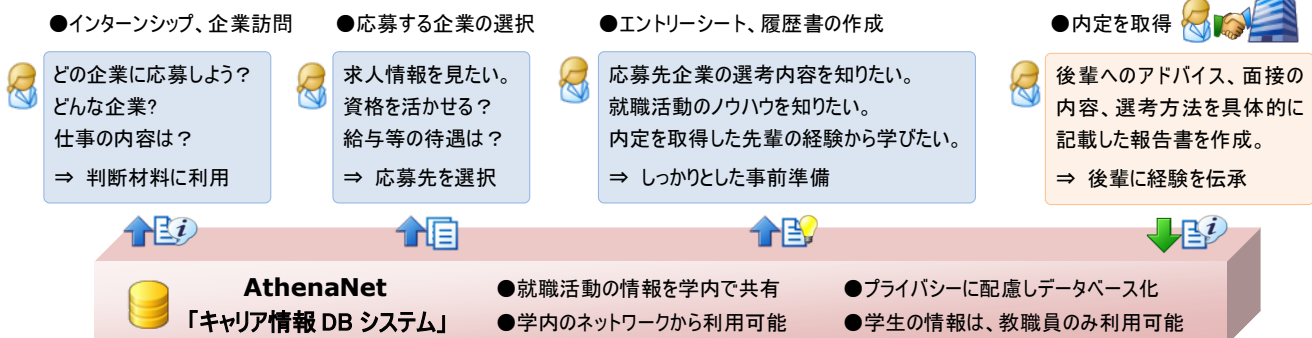 ●インターンシップ、企業訪問
どの企業に応募しよう?
どんな企業?
仕事の内容は?
⇒ 判断材料に利用
●応募する企業の選択
求人情報を見たい。
資格を活かせる?
給与等の待遇は?
⇒ 応募先を選択
●エントリーシート、履歴書の作成
応募先企業の選考内容を知りたい。
就職活動のノウハウを知りたい。
内定を取得した先輩の経験から学びたい。
⇒ しっかりとした事前準備
●内定を取得
後輩へのアドバイス、面接の
内容、選考方法を具体的に
記載した報告書を作成。
⇒ 後輩に経験を伝承
AthenaNet
「キャリア情報 DB システム」
●就職活動の情報を学内で共有
●学内のネットワークから利用可能
●プライバシーに配慮しデータベース化
●学生の情報は、教職員のみ利用可能